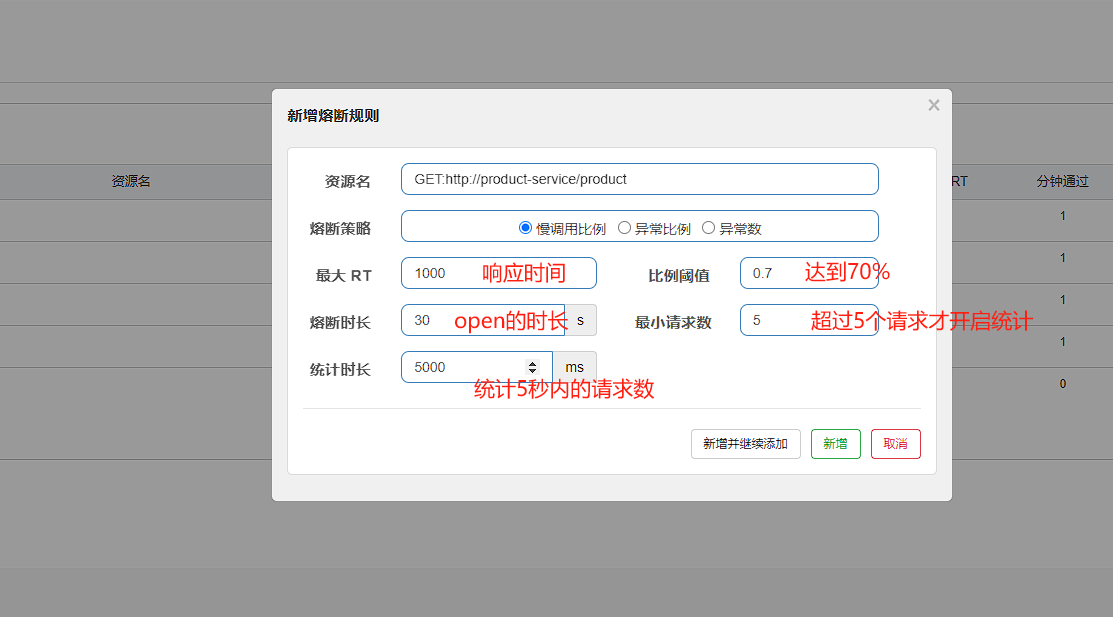 新增熔断规则 ×
资源名 RT 分钟通过
资源名 GET:http://product-service/product
1
熔断策略 慢调用比例 异常比例 异常数
1
最大 RT 1000 响应时间 比例阈值 0.7 达到70%
1
熔断时长 30 open的时长 s 最小请求数 5 超过5个请求才开启统计
1
统计时长 5000 ms
0
统计5秒内的请求数
新增并继续添加 新增 取消